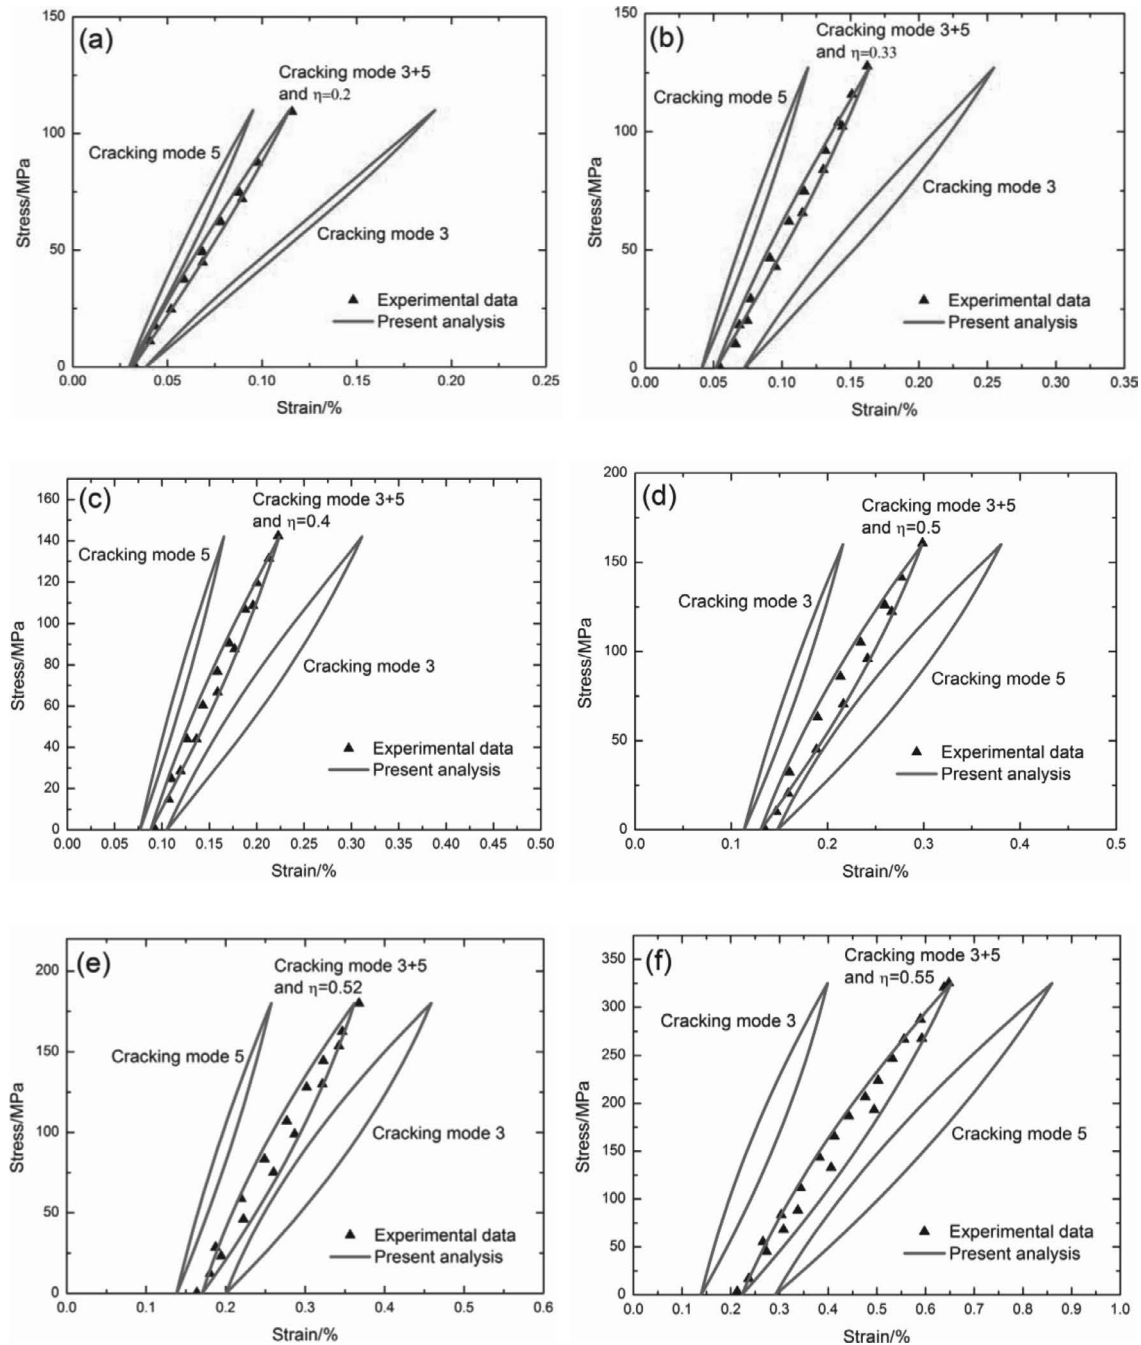 (a)
Cracking mode 3+5
and η=0.2
Cracking mode 5
Cracking mode 3
Experimental data
Present analysis
150
100
50
0
0.00 0.05 0.10 0.15 0.20 0.25
Stress/MPa
Strain/%
(b)
Cracking mode 3+5
and η=0.33
Cracking mode 5
Cracking mode 3
Experimental data
Present analysis
150
100
50
0
0.00 0.05 0.10 0.15 0.20 0.25 0.30 0.35
Stress/MPa
Strain/%
(c)
Cracking mode 3+5
and η=0.4
Cracking mode 5
Cracking mode 3
Experimental data
Present analysis
160
140
120
100
80
60
40
20
0
0.00 0.05 0.10 0.15 0.20 0.25 0.30 0.35 0.40 0.45 0.50
Stress/MPa
Strain/%
(d)
Cracking mode 3+5
and η=0.5
Cracking mode 3
Cracking mode 5
Experimental data
Present analysis
200
150
100
50
0
0.0 0.1 0.2 0.3 0.4 0.5
Stress/MPa
Strain/%
(e)
Cracking mode 3+5
and η=0.52
Cracking mode 5
Cracking mode 3
Experimental data
Present analysis
200
150
100
50
0
0.0 0.1 0.2 0.3 0.4 0.5 0.6
Stress/MPa
Strain/%
(f)
Cracking mode 3+5
and η=0.55
Cracking mode 3
Cracking mode 5
Experimental data
Present analysis
350
300
250
200
150
100
50
0
0.0 0.1 0.2 0.3 0.4 0.5 0.6 0.7 0.8 0.9 1.0
Stress/MPa
Strain/%